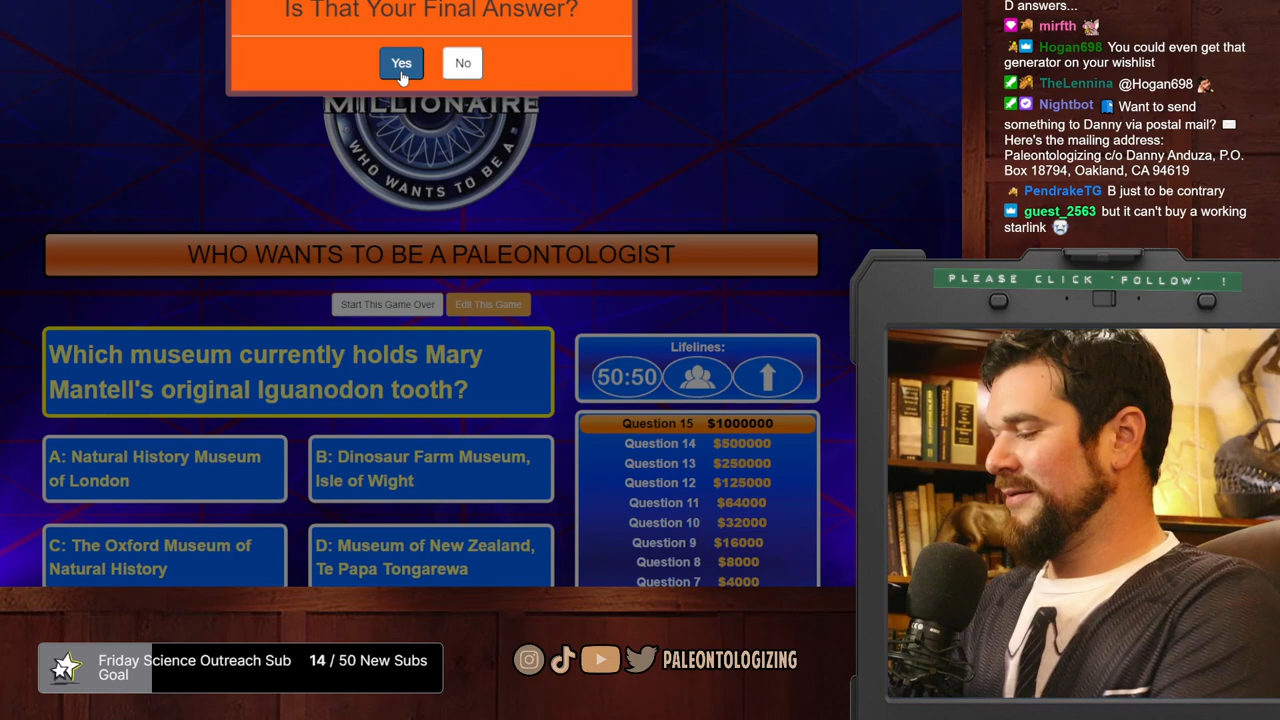 Is That Your Final Answer?
Yes
No
MILLIONAIRE
WHO WANTS TO BE A
WHO WANTS TO BE A PALEONTOLOGIST
Start This Game Over
Edit This Game
Which museum currently holds Mary
Mantell's original Iguanodon tooth?
A: Natural History Museum
of London
B: Dinosaur Farm Museum,
Isle of Wight
C: The Oxford Museum of
Natural History
D: Museum of New Zealand,
Te Papa Tongarewa
Lifelines:
50:50
Question 15 $1000000
Question 14 $500000
Question 13 $250000
Question 12 $125000
Question 11 $64000
Question 10 $32000
Question 9 $16000
Question 8 $8000
Question 7 $4000
D answers...
mirfth
Hogan698 You could even get that
generator on your wishlist
TheLennina @Hogan698
Nightbot Want to send
something to Danny via postal mail?
Here's the mailing address:
Paleontologizing c/o Danny Anduza, P.O.
Box 18794, Oakland, CA 94619
PendrakeTG B just to be contrary
guest_2563 but it can't buy a working
starlink
PLEASE CLICK 'FOLLOW' !
Friday Science Outreach Sub
Goal
14 / 50 New Subs
PALEONTOLOGIZING